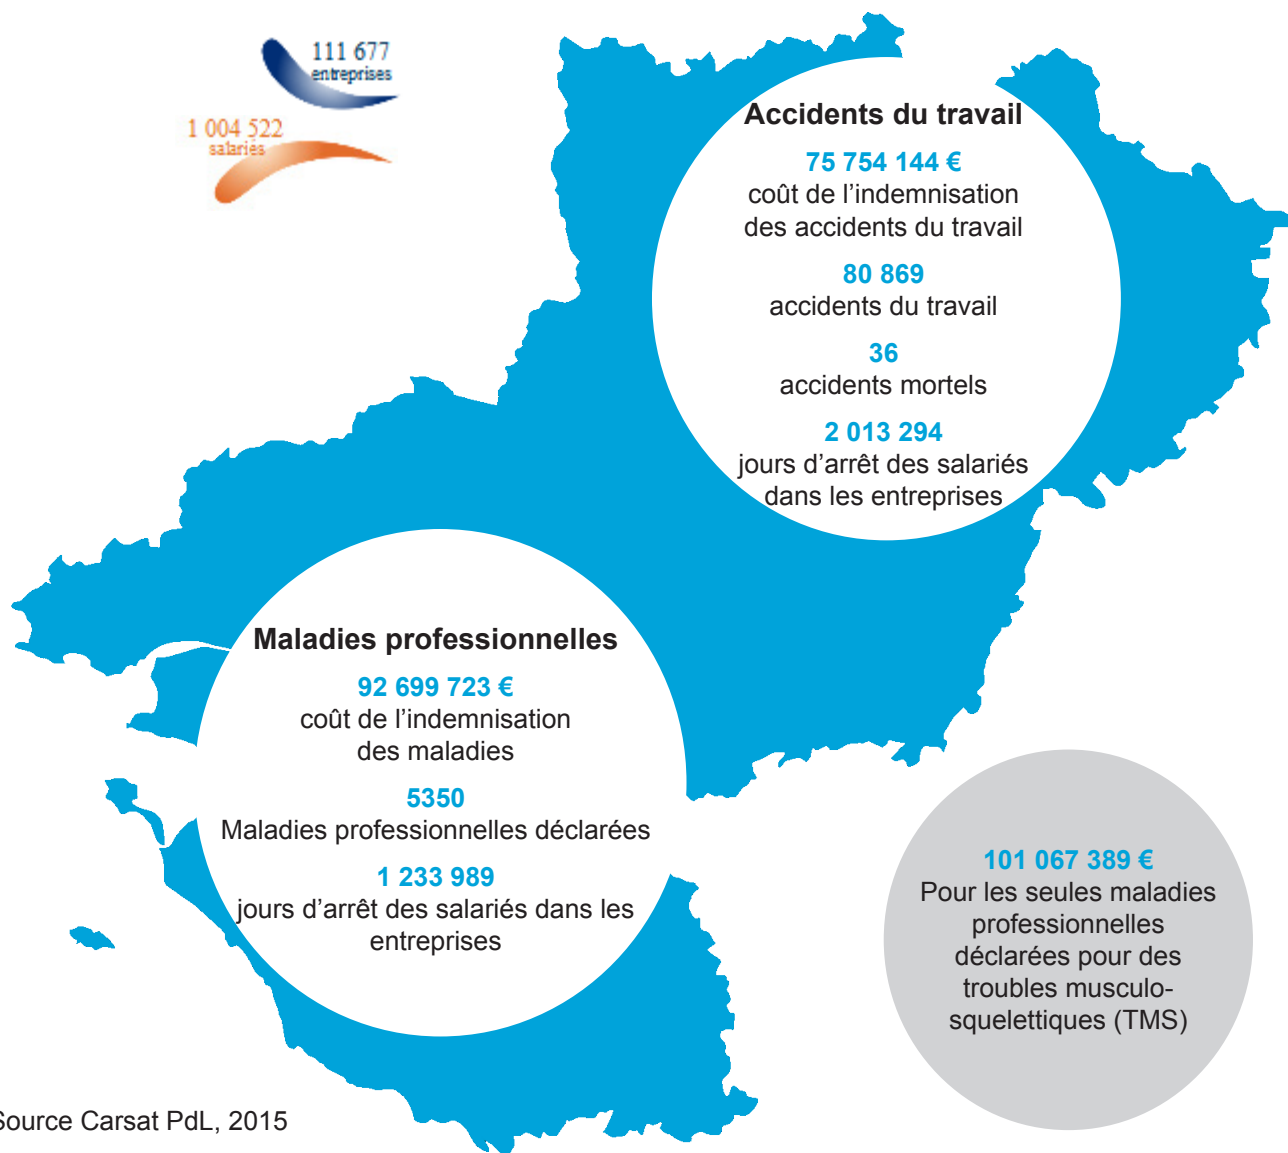 111 677
entreprises
1 004 522
salariés
Accidents du travail
75 754 144 €
coût de l’indemnisation
des accidents du travail
80 869
accidents du travail
36
accidents mortels
2 013 294
jours d’arrêt des salariés
dans les entreprises
Maladies professionnelles
92 699 723 €
coût de l’indemnisation
des maladies
5350
Maladies professionnelles déclarées
1 233 989
jours d’arrêt des salariés dans les
entreprises
101 067 389 €
Pour les seules maladies
professionnelles
déclarées pour des
troubles musculo-
squelettiques (TMS)
Source Carsat PdL, 2015